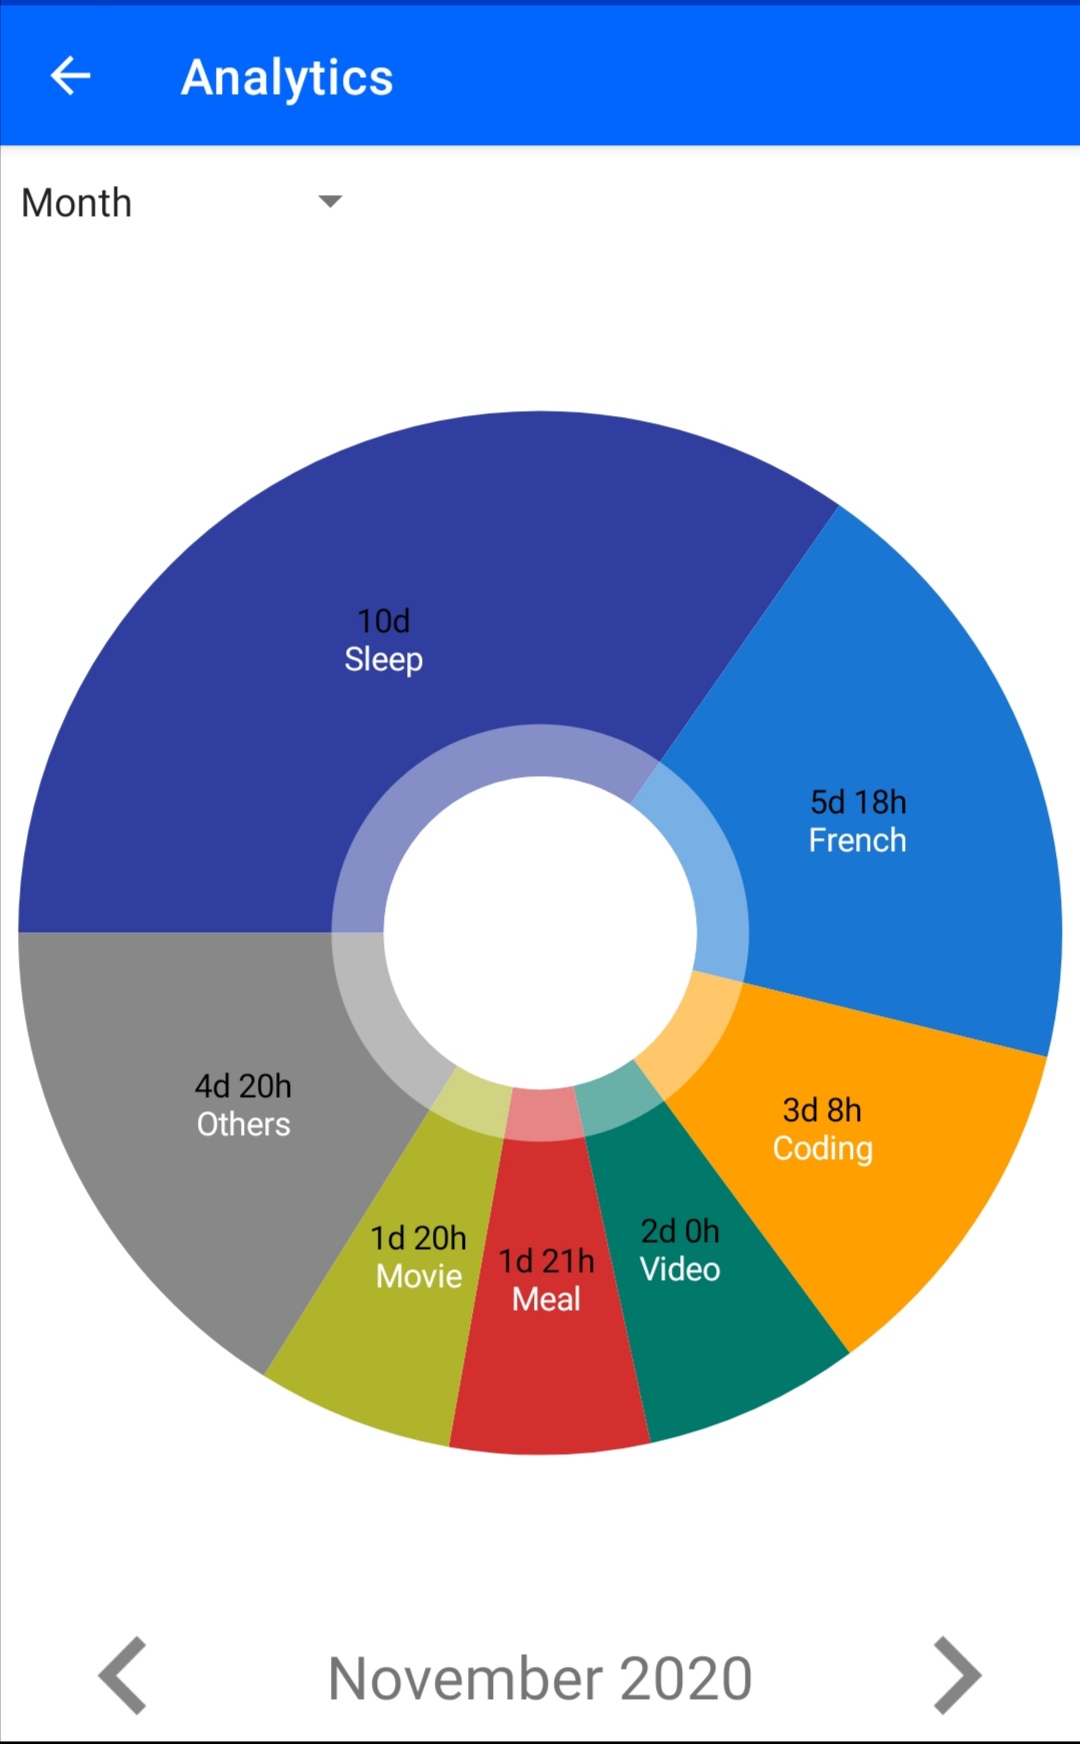 Analytics
Month
10d
Sleep
5d 18h
French
4d 20h
Others
3d 8h
Coding
1d 20h
Movie
1d 21h
Meal
2d 0h
Video
November 2020